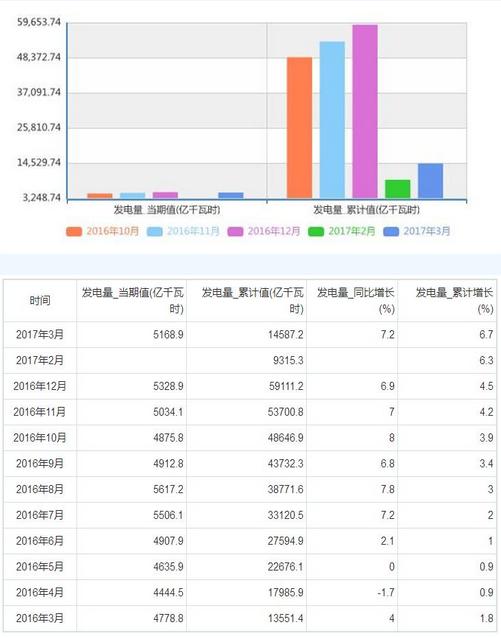 59,653.74
48,372.74
37,091.74
25,810.74
14,529.74
3,248.74
发电量_当期值(亿千瓦时) 发电量_累计值(亿千瓦时)
2016年10月 2016年11月 2016年12月 2017年2月 2017年3月
时间 发电量_当期值(亿千瓦时) 发电量_累计值(亿千瓦时) 发电量_同比增长(%) 发电量_累计增长(%)
2017年3月 5168.9 14587.2 7.2 6.7
2017年2月 9315.3 6.3
2016年12月 5328.9 59111.2 6.9 4.5
2016年11月 5034.1 53700.8 7 4.2
2016年10月 4875.8 48646.9 8 3.9
2016年9月 4912.8 43732.3 6.8 3.4
2016年8月 5617.2 38771.6 7.8 3
2016年7月 5506.1 33120.5 7.2 2
2016年6月 4907.9 27594.9 2.1 1
2016年5月 4635.9 22676.1 0 0.9
2016年4月 4444.5 17985.9 -1.7 0.9
2016年3月 4778.8 13551.4 4 1.8